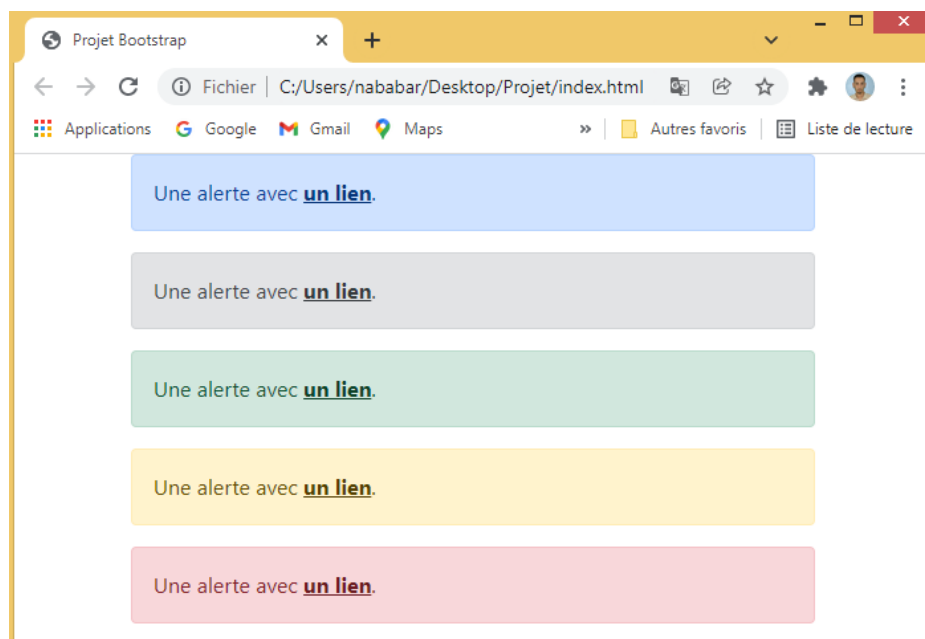 Projet Bootstrap
Fichier C:/Users/nababar/Desktop/Projet/index.html
Applications Google Gmail Maps » Autres favoris Liste de lecture
Une alerte avec un lien.
Une alerte avec un lien.
Une alerte avec un lien.
Une alerte avec un lien.
Une alerte avec un lien.